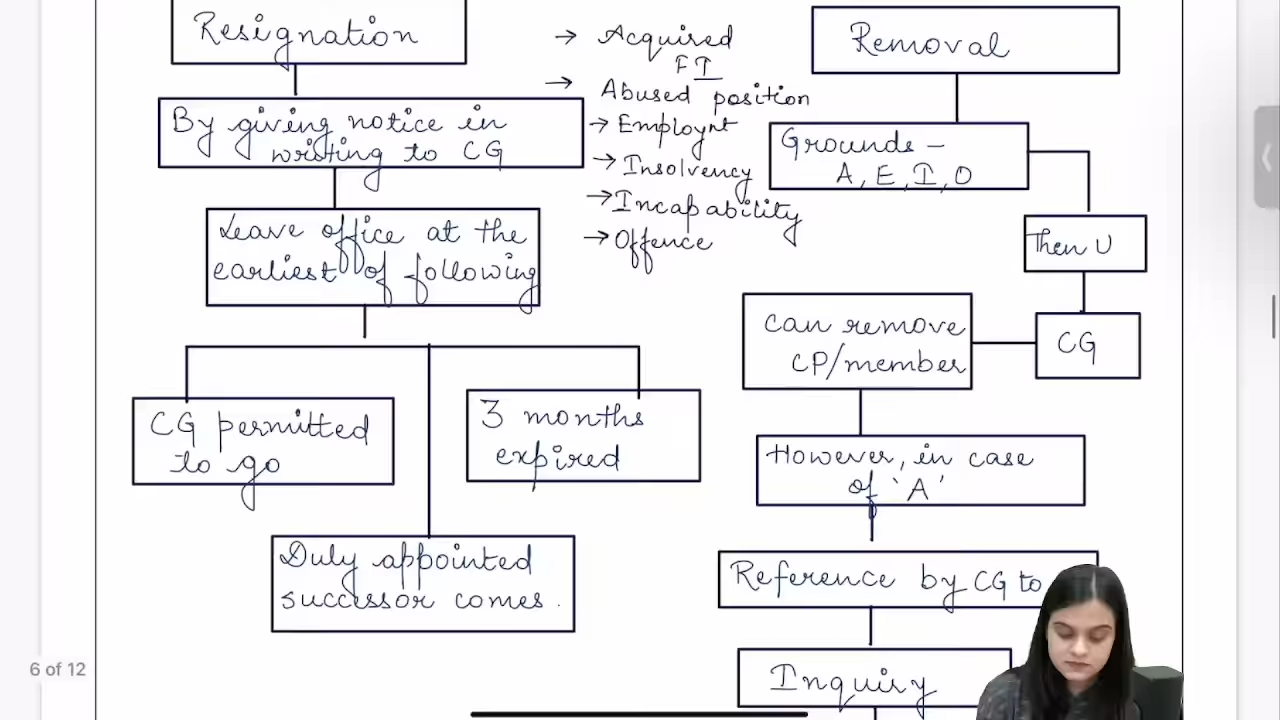 Resignation
By giving notice in
writing to CG
Leave office at the
earliest of following
CG permitted
to go
3 months
expired
Duly appointed
successor comes.
→ Acquired
FI
→ Abused position
→ Employnt
→ Insolvency
→ Incapability
→ Offence
Removal
Grounds -
A, E, I, O
Then U
CG
can remove
CP/member
However, in case
of 'A'
Reference by CG to
Inquiry
6 of 12